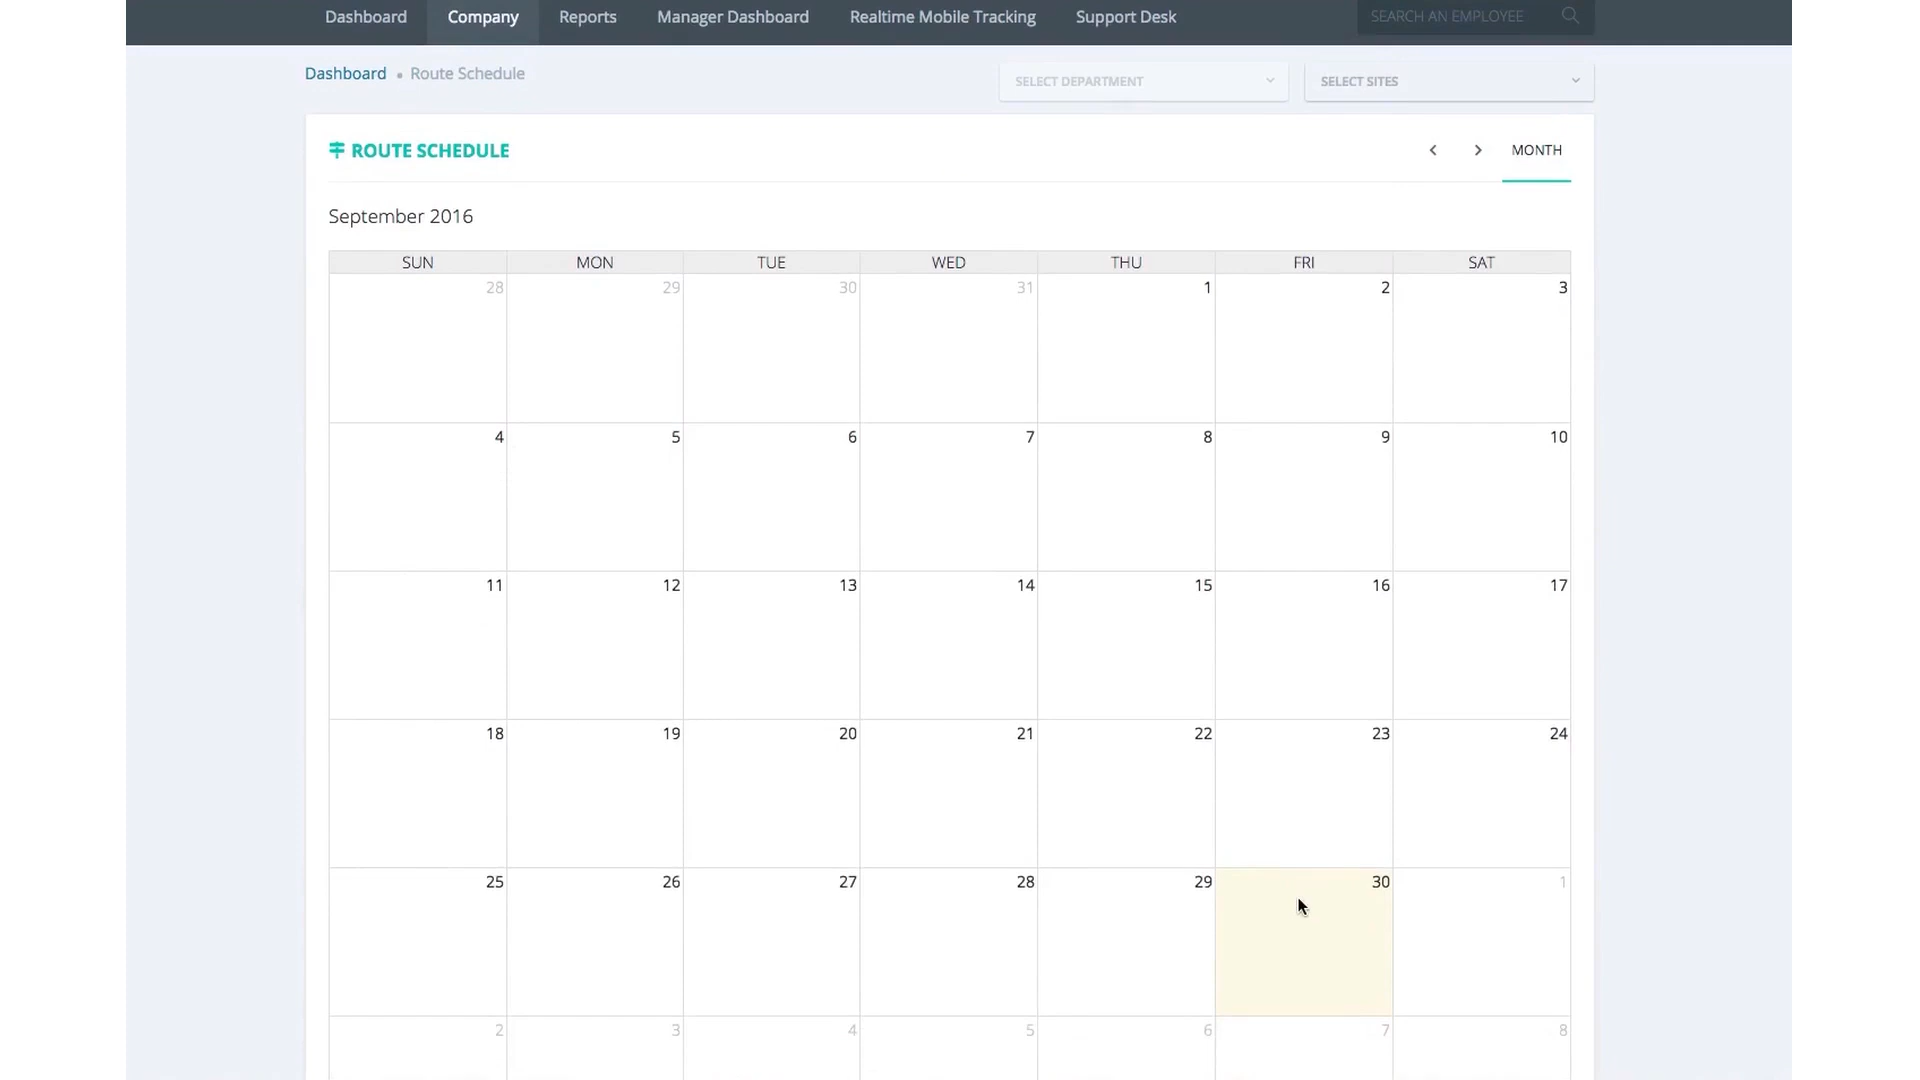 Dashboard Company Reports Manager Dashboard Realtime Mobile Tracking Support Desk SEARCH AN EMPLOYEE
Dashboard • Route Schedule SELECT DEPARTMENT SELECT SITES
ROUTE SCHEDULE MONTH
September 2016
SUN MON TUE WED THU FRI SAT
28 29 30 31 1 2 3
4 5 6 7 8 9 10
11 12 13 14 15 16 17
18 19 20 21 22 23 24
25 26 27 28 29 30 1
2 3 4 5 6 7 8